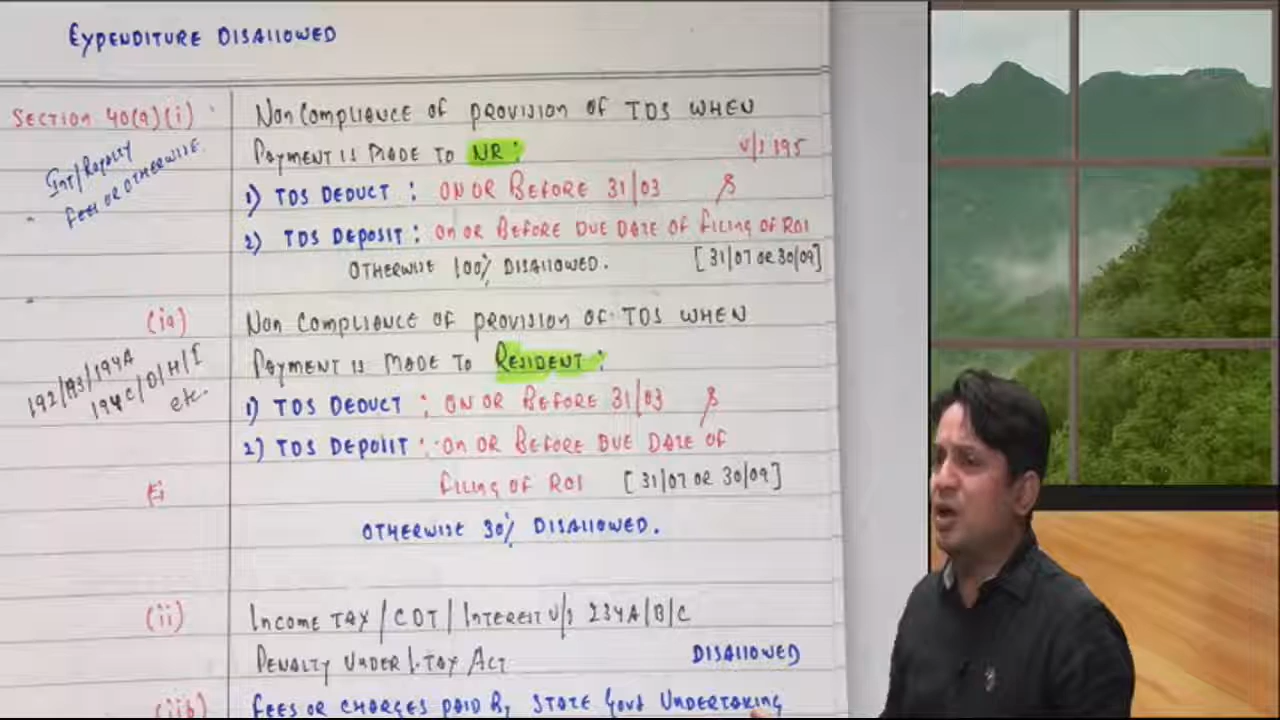 EXPENDITURE DISALLOWED
SECTION 40(a)(i)
Int/Royalty
Fees or otherwise
NON COMPLIANCE OF PROVISION OF TDS WHEN
PAYMENT IS MADE TO NR: U/S 195
1) TDS DEDUCT : ON OR BEFORE 31/03 &
2) TDS DEPOSIT : ON OR BEFORE DUE DATE OF FILING OF ROI
OTHERWISE 100% DISALLOWED. [31/07 OR 30/09]
(ia)
192/93/194A
194C/D/H/I
etc.
NON COMPLIANCE OF PROVISION OF TDS WHEN
PAYMENT IS MADE TO RESIDENT:
1) TDS DEDUCT : ON OR BEFORE 31/03 &
2) TDS DEPOSIT : ON OR BEFORE DUE DATE OF
FILING OF ROI [31/07 OR 30/09]
OTHERWISE 30% DISALLOWED.
(ii)
INCOME TAX / CDT / INTEREST U/S 234A/B/C
PENALTY UNDER I.TAX ACT DISALLOWED
(iib)
FEES OR CHARGES PAID By STATE Govt UNDERTAKING